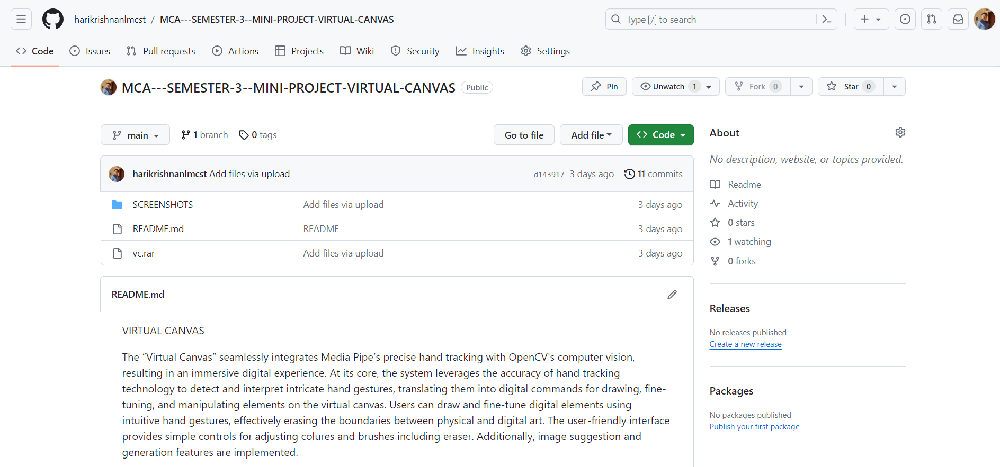 harikrishnanlmcst / MCA---SEMESTER-3--MINI-PROJECT-VIRTUAL-CANVAS
Type / to search
Code Issues Pull requests Actions Projects Wiki Security Insights Settings
MCA---SEMESTER-3--MINI-PROJECT-VIRTUAL-CANVAS Public
Pin Unwatch 1 Fork 0 Star 0
main 1 branch 0 tags
Go to file Add file Code
harikrishnanlmcst Add files via upload d143917 3 days ago 11 commits
SCREENSHOTS Add files via upload 3 days ago
README.md README 3 days ago
vc.rar Add files via upload 3 days ago
README.md
VIRTUAL CANVAS
The “Virtual Canvas” seamlessly integrates Media Pipe’s precise hand tracking with OpenCV's computer vision,
resulting in an immersive digital experience. At its core, the system leverages the accuracy of hand tracking
technology to detect and interpret intricate hand gestures, translating them into digital commands for drawing, fine-
tuning, and manipulating elements on the virtual canvas. Users can draw and fine-tune digital elements using
intuitive hand gestures, effectively erasing the boundaries between physical and digital art. The user-friendly interface
provides simple controls for adjusting colures and brushes including eraser. Additionally, image suggestion and
generation features are implemented.
About
No description, website, or topics provided.
Readme
Activity
0 stars
1 watching
0 forks
Releases
No releases published
Create a new release
Packages
No packages published
Publish your first package